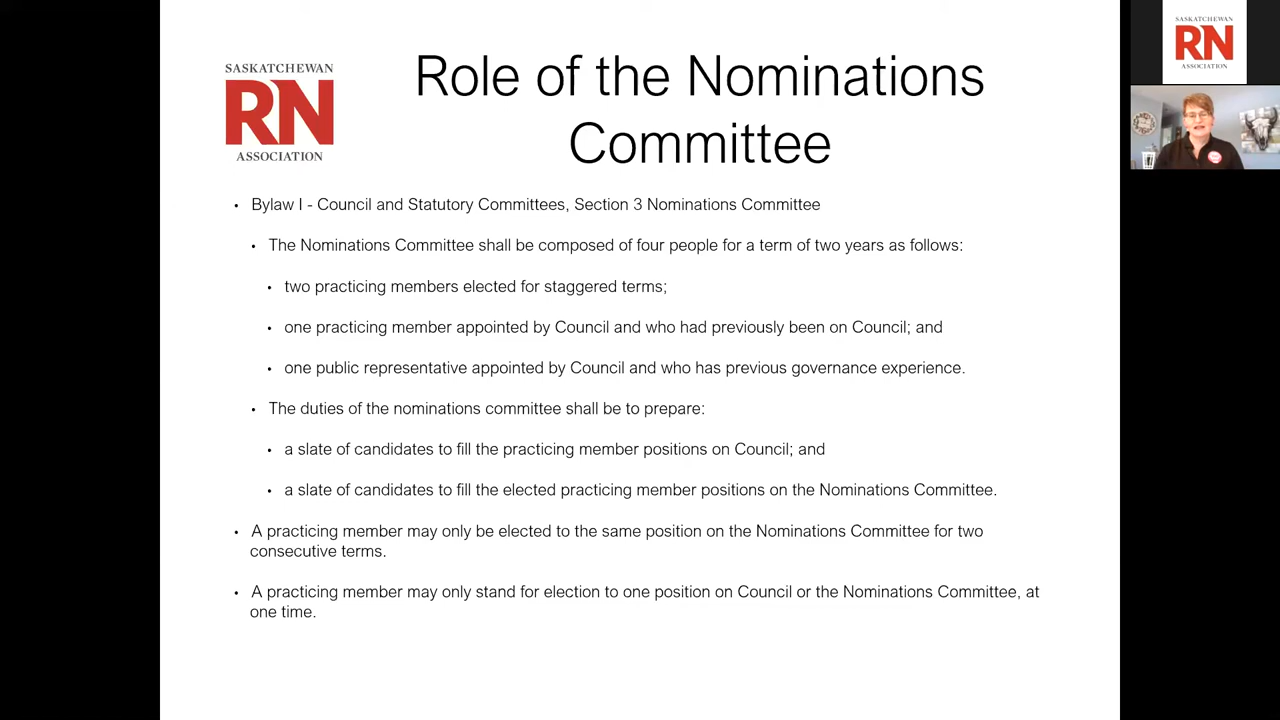 SASKATCHEWAN
RN
ASSOCIATION
Role of the Nominations
Committee
• Bylaw I - Council and Statutory Committees, Section 3 Nominations Committee
• The Nominations Committee shall be composed of four people for a term of two years as follows:
• two practicing members elected for staggered terms;
• one practicing member appointed by Council and who had previously been on Council; and
• one public representative appointed by Council and who has previous governance experience.
• The duties of the nominations committee shall be to prepare:
• a slate of candidates to fill the practicing member positions on Council; and
• a slate of candidates to fill the elected practicing member positions on the Nominations Committee.
• A practicing member may only be elected to the same position on the Nominations Committee for two
consecutive terms.
• A practicing member may only stand for election to one position on Council or the Nominations Committee, at
one time.
SASKATCHEWAN
RN
ASSOCIATION